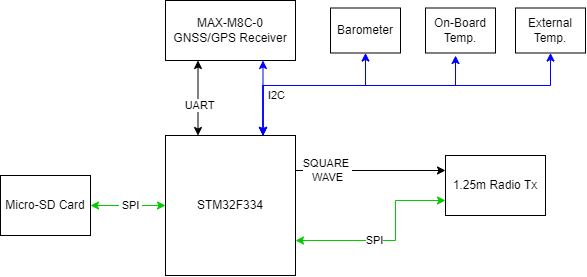 MAX-M8C-0
GNSS/GPS Receiver
Barometer
On-Board
Temp.
External
Temp.
UART
I2C
Micro-SD Card
SPI
STM32F334
SQUARE
WAVE
1.25m Radio Tx
SPI